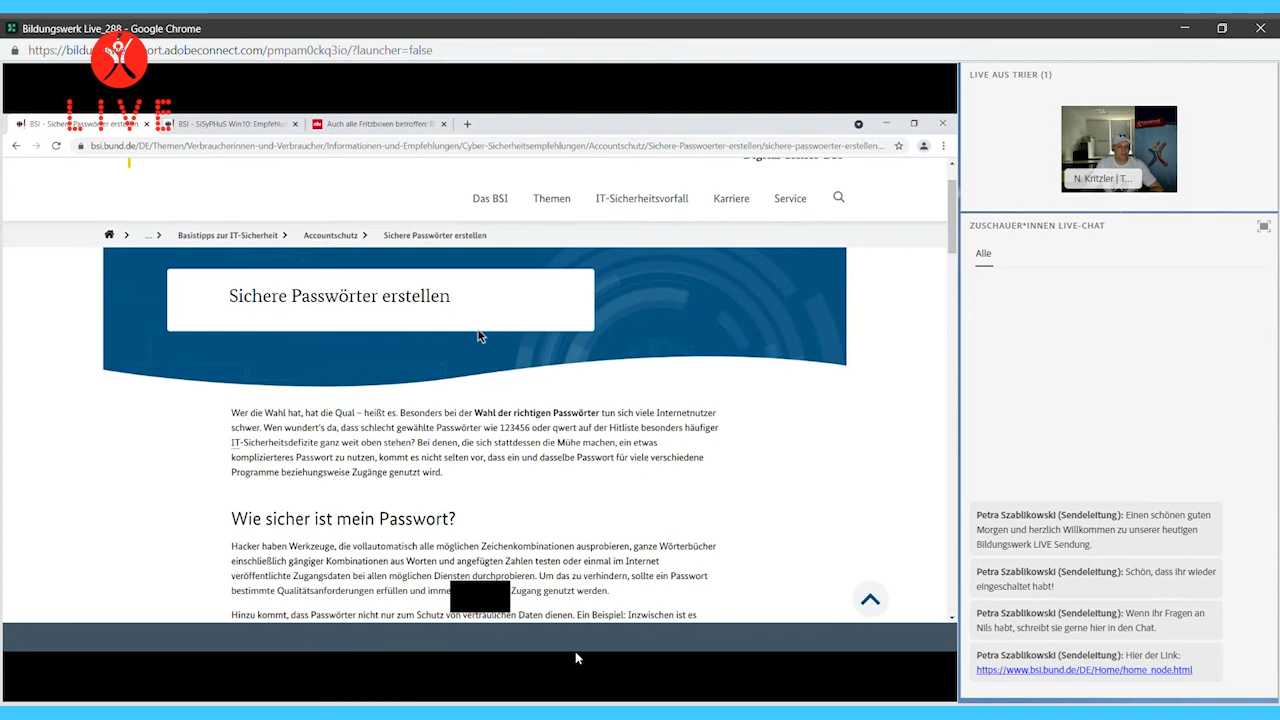 Bildungswerk Live_288 - Google Chrome
adobeconnect.com/pmpam0ckq3io/?launcher=false
LIVE
BSI - SiSyPHuS Win10: Empfehlu
Auch alle Fritzboxen betroffen: B
bsi.bund.de/DE/Themen/Verbraucherinnen-und-Verbraucher/Informationen-und-Empfehlungen/Cyber-Sicherheitsempfehlungen/Accountschutz/Sichere-Passwoerter-erstellen/sichere-passwoerter-erstellen...
Das BSI Themen IT-Sicherheitsvorfall Karriere Service
... Basistipps zur IT-Sicherheit Accountschutz Sichere Passwörter erstellen
Sichere Passwörter erstellen
Wer die Wahl hat, hat die Qual – heißt es. Besonders bei der Wahl der richtigen Passwörter tun sich viele Internetnutzer
schwer. Wen wundert's da, dass schlecht gewählte Passwörter wie 123456 oder qwert auf der Hitliste besonders häufiger
IT-Sicherheitsdefizite ganz weit oben stehen? Bei denen, die sich stattdessen die Mühe machen, ein etwas
komplizierteres Passwort zu nutzen, kommt es nicht selten vor, dass ein und dasselbe Passwort für viele verschiedene
Programme beziehungsweise Zugänge genutzt wird.
Wie sicher ist mein Passwort?
Hacker haben Werkzeuge, die vollautomatisch alle möglichen Zeichenkombinationen ausprobieren, ganze Wörterbücher
einschließlich gängiger Kombinationen aus Worten und angefügten Zahlen testen oder einmal im Internet
veröffentlichte Zugangsdaten bei allen möglichen Diensten durchprobieren. Um das zu verhindern, sollte ein Passwort
bestimmte Qualitätsanforderungen erfüllen und imme Zugang genutzt werden.
Hinzu kommt, dass Passwörter nicht nur zum Schutz von vertraulichen Daten dienen. Ein Beispiel: Inzwischen ist es
LIVE AUS TRIER (1)
N. Kritzler | T...
ZUSCHAUER*INNEN LIVE-CHAT
Alle
Petra Szablikowski (Sendeleitung): Einen schönen guten
Morgen und herzlich Willkommen zu unserer heutigen
Bildungswerk LIVE Sendung.
Petra Szablikowski (Sendeleitung): Schön, dass Ihr wieder
eingeschaltet habt!
Petra Szablikowski (Sendeleitung): Wenn ihr Fragen an
Nils habt, schreibt sie gerne hier in den Chat.
Petra Szablikowski (Sendeleitung): Hier der Link:
https://www.bsi.bund.de/DE/Home/home_node.html